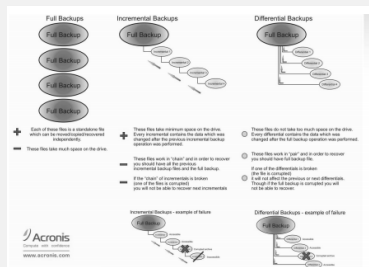 Full Backups
Full Backup
Full Backup
Full Backup
Full Backup
Each of these files is a standalone file
which can be moved/copied/recovered
independently.
These files take much space on the drive.
Incremental Backups
Full Backup
These files take minimum space on the drive.
Every incremental contains the data which was
changed after the previous incremental backup
operation was performed.
These files work in "chain" and in order to recover
you should have all the previous
incremental backup files and the full backup.
If the "chain" of incrementals is broken
(one of the files is corrupted)
you will not be able to recover next incrementals
Differential Backups
Full Backup
These files do not take too much space on the drive.
Every differential contains the data which was
changed after the full backup operation was performed.
These files work in "pair" and in order to recover
you should have full backup file.
If one of the differentials is broken
(the file is corrupted)
it will not affect the previous or next differentials.
Though if the full backup is corrupted you will
not be able to recover.
Incremental Backups - example of failure
Full Backup
Differential Backups - example of failure
Full Backup
Acronis
Compute with confidence
www.acronis.com